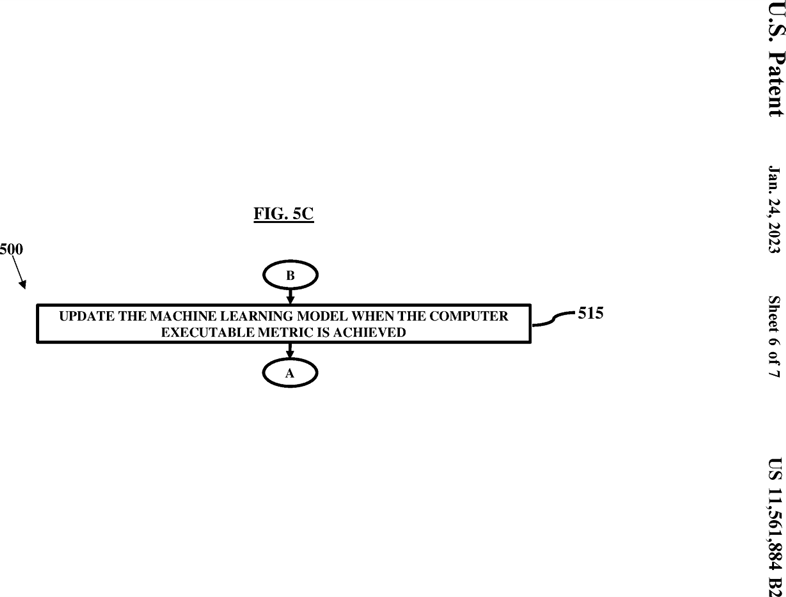 U.S. Patent
Jan. 24, 2023
Sheet 6 of 7
US 11,561,884 B2
FIG. 5C
500
B
UPDATE THE MACHINE LEARNING MODEL WHEN THE COMPUTER
EXECUTABLE METRIC IS ACHIEVED
515
A